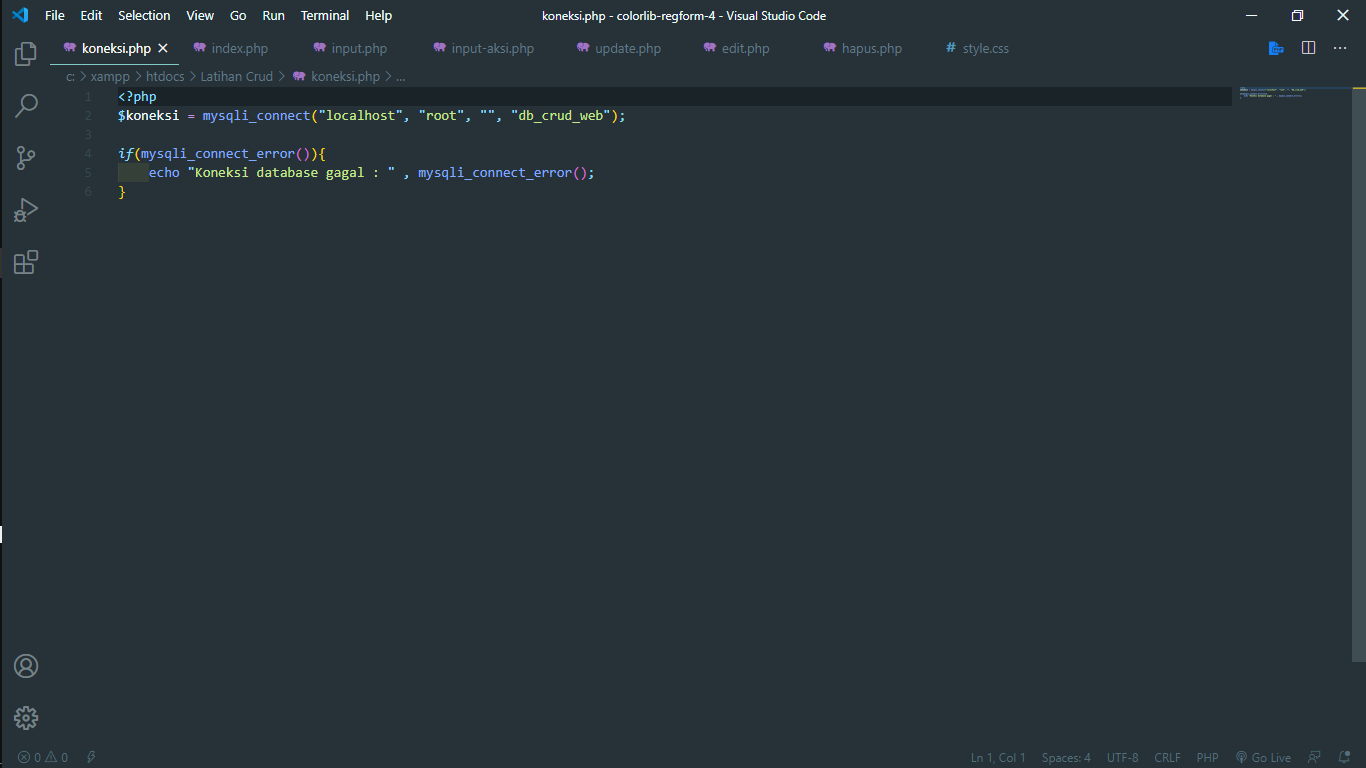 File Edit Selection View Go Run Terminal Help koneksi.php - colorlib-regform-4 - Visual Studio Code
koneksi.php index.php input.php input-aksi.php update.php edit.php hapus.php # style.css ...
c: > xampp > htdocs > Latihan Crud > koneksi.php > ...
1 <?php
2 $koneksi = mysqli_connect("localhost", "root", "", "db_crud_web");
3
4 if(mysqli_connect_error()){
5 echo "Koneksi database gagal : " , mysqli_connect_error();
6 }
0 0 Ln 1, Col 1 Spaces: 4 UTF-8 CRLF PHP Go Live